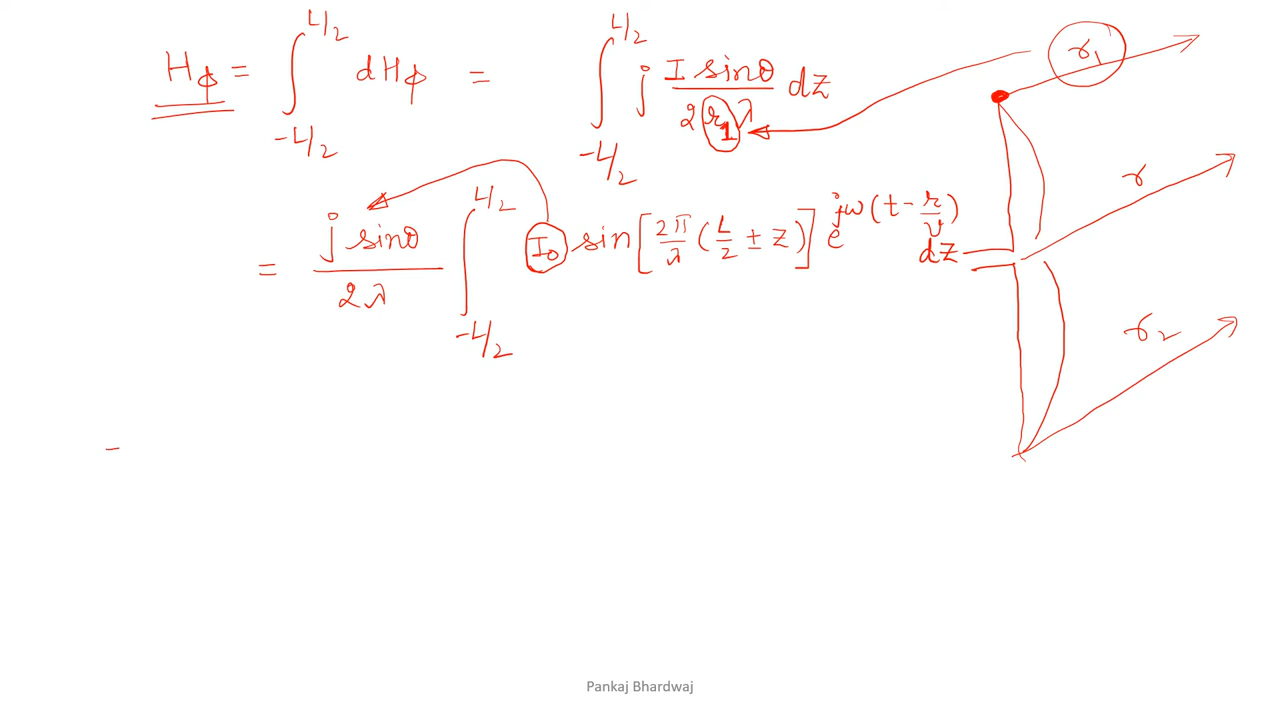 Hϕ = ∫_{-L/2}^{L/2} dHϕ = ∫_{-L/2}^{L/2} j I sinθ / 2 r₁ λ dz
= j sinθ / 2λ ∫_{-L/2}^{L/2} I₀ sin[2π/λ (L/2 ± z)] e^{jω(t - r/v)} dz
r₁
r
r₂
Pankaj Bhardwaj